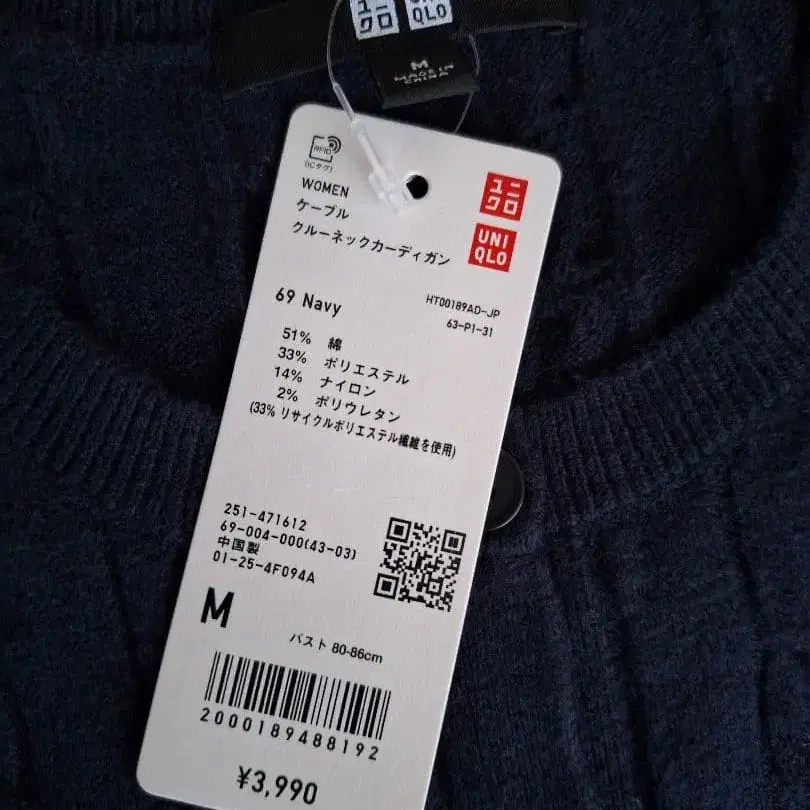 ユニ
クロ
UNI
QLO
M
MADE IN
CHINA
RFID
(ICタグ)
WOMEN
ケーブル
クルーネックカーディガン
ユニ
クロ
UNI
QLO
69 Navy
HT00189AD-JP
63-P1-31
51% 綿
33% ポリエステル
14% ナイロン
2% ポリウレタン
(33% リサイクルポリエステル繊維を使用)
251-471612
69-004-000(43-03)
中国製
01-25-4F094A
M
バスト 80-86cm
2000189488192
¥3,990